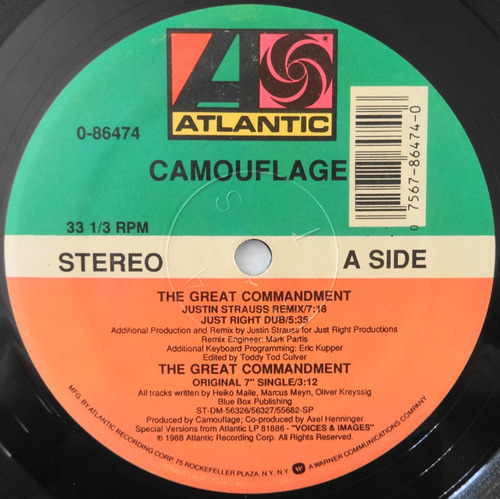 ATLANTIC
0-86474
CAMOUFLAGE
0 7567-86474-0
33 1/3 RPM
STEREO
A SIDE
THE GREAT COMMANDMENT
JUSTIN STRAUSS REMIX/7:18
JUST RIGHT DUB/5:35
Additional Production and Remix by Justin Strauss for Just Right Productions
Remix Engineer: Mark Partis
Additional Keyboard Programming: Eric Kupper
Edited by Toddy Tod Culver
THE GREAT COMMANDMENT
ORIGINAL 7" SINGLE/3:12
All tracks written by Heiko Maile, Marcus Meyn, Oliver Kreyssig
Blue Box Publishing
ST-DM-56326/56327/55682-SP
Produced by Camouflage; Co-produced by Axel Henninger
Special Versions from Atlantic LP 81886 - "VOICES & IMAGES"
℗ 1988 Atlantic Recording Corp. All Rights Reserved.
MFG. BY ATLANTIC RECORDING CORP. 75 ROCKEFELLER PLAZA, N.Y. N.Y. A WARNER COMMUNICATIONS COMPANY